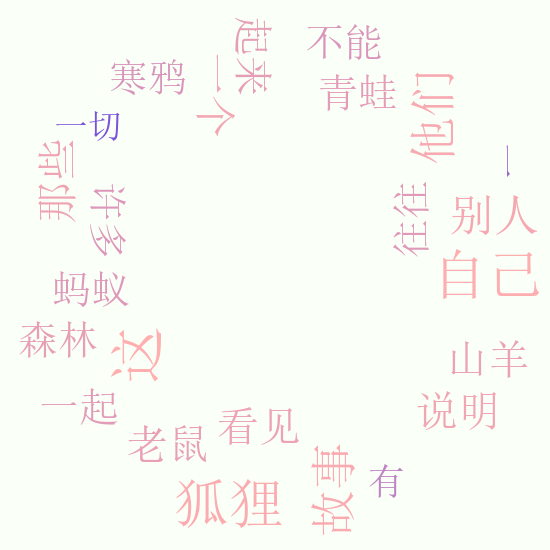 起来
不能
一个
寒鸦
青蛙
他们
一切
那些
许多
往往
别人
自己
蚂蚁
森林
这
山羊
一起
说明
看见
老鼠
故事
有
狐狸